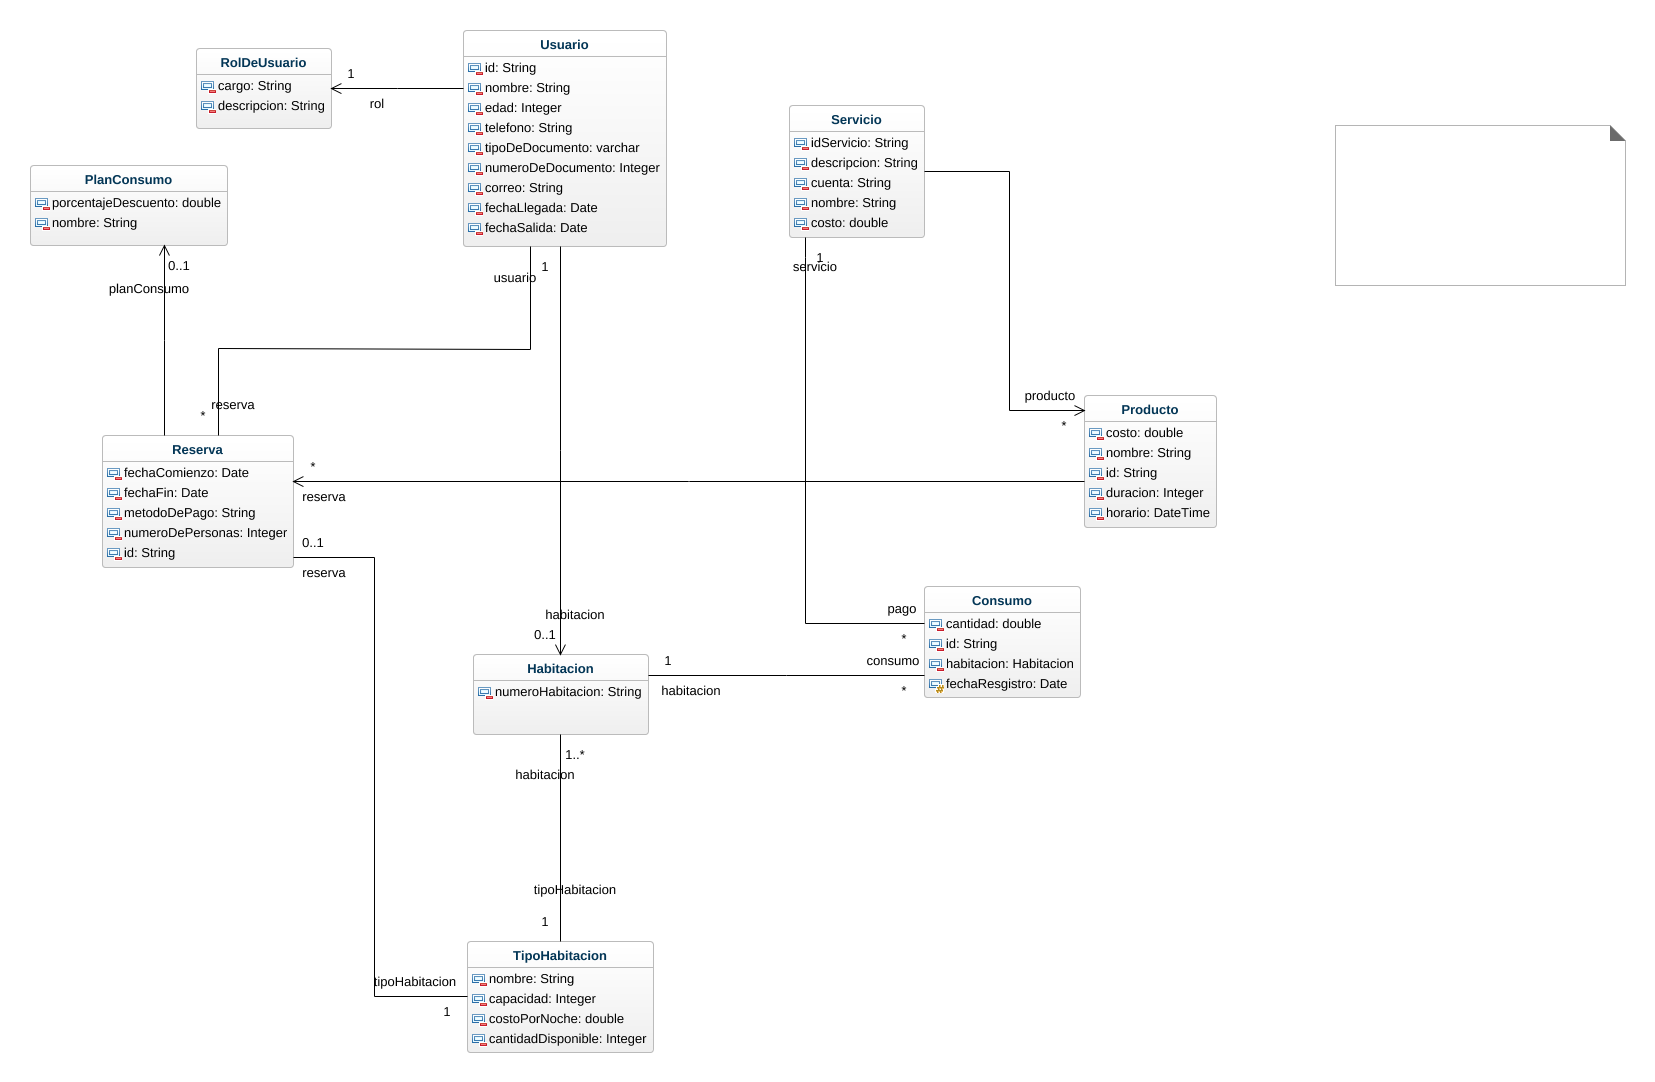 RolDeUsuario
cargo: String
descripcion: String
1
rol
Usuario
id: String
nombre: String
edad: Integer
telefono: String
tipoDeDocumento: varchar
numeroDeDocumento: Integer
correo: String
fechaLlegada: Date
fechaSalida: Date
Servicio
idServicio: String
descripcion: String
cuenta: String
nombre: String
costo: double
PlanConsumo
porcentajeDescuento: double
nombre: String
0..1
planConsumo
usuario
1
1
servicio
reserva
*
producto
*
Producto
costo: double
nombre: String
id: String
duracion: Integer
horario: DateTime
Reserva
fechaComienzo: Date
fechaFin: Date
metodoDePago: String
numeroDePersonas: Integer
id: String
*
reserva
0..1
reserva
habitacion
0..1
pago
*
Consumo
cantidad: double
id: String
habitacion: Habitacion
fechaResgistro: Date
Habitacion
numeroHabitacion: String
1
habitacion
consumo
*
1..*
habitacion
tipoHabitacion
1
tipoHabitacion
1
TipoHabitacion
nombre: String
capacidad: Integer
costoPorNoche: double
cantidadDisponible: Integer